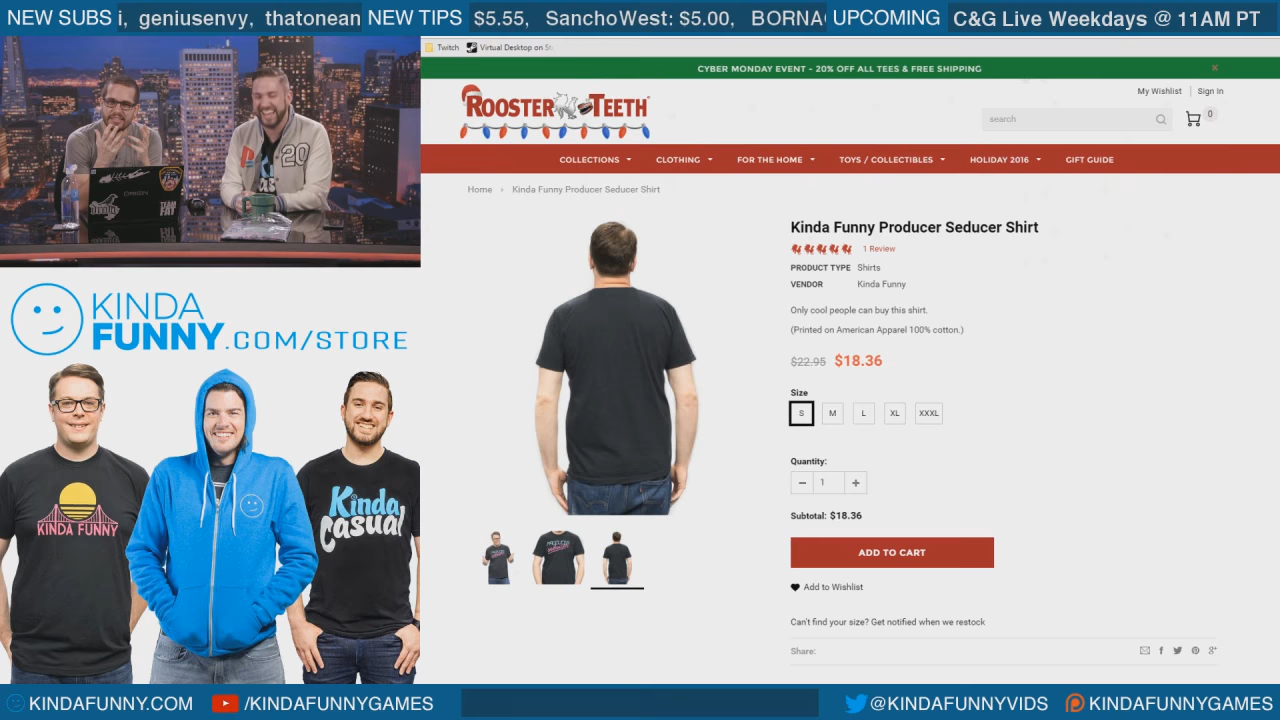 NEW SUBS i, geniusenvy, thatonean NEW TIPS $5.55, SanchoWest: $5.00, BORNA UPCOMING C&G Live Weekdays @ 11AM PT
Twitch Virtual Desktop on St
CYBER MONDAY EVENT - 20% OFF ALL TEES & FREE SHIPPING ×
ROOSTER TEETH
My Wishlist Sign In
search
0
COLLECTIONS CLOTHING FOR THE HOME TOYS / COLLECTIBLES HOLIDAY 2016 GIFT GUIDE
Home › Kinda Funny Producer Seducer Shirt
20
Kinda Funny Producer Seducer Shirt
1 Review
PRODUCT TYPE Shirts
VENDOR Kinda Funny
Only cool people can buy this shirt.
(Printed on American Apparel 100% cotton.)
$22.95 $18.36
Size
S M L XL XXXL
Quantity:
− 1 +
Subtotal: $18.36
ADD TO CART
Add to Wishlist
Can't find your size? Get notified when we restock
Share:
KINDA
FUNNY.COM/STORE
KINDA FUNNY
Kinda
Casual
KINDAFUNNY.COM /KINDAFUNNYGAMES @KINDAFUNNYVIDS KINDAFUNNYGAMES